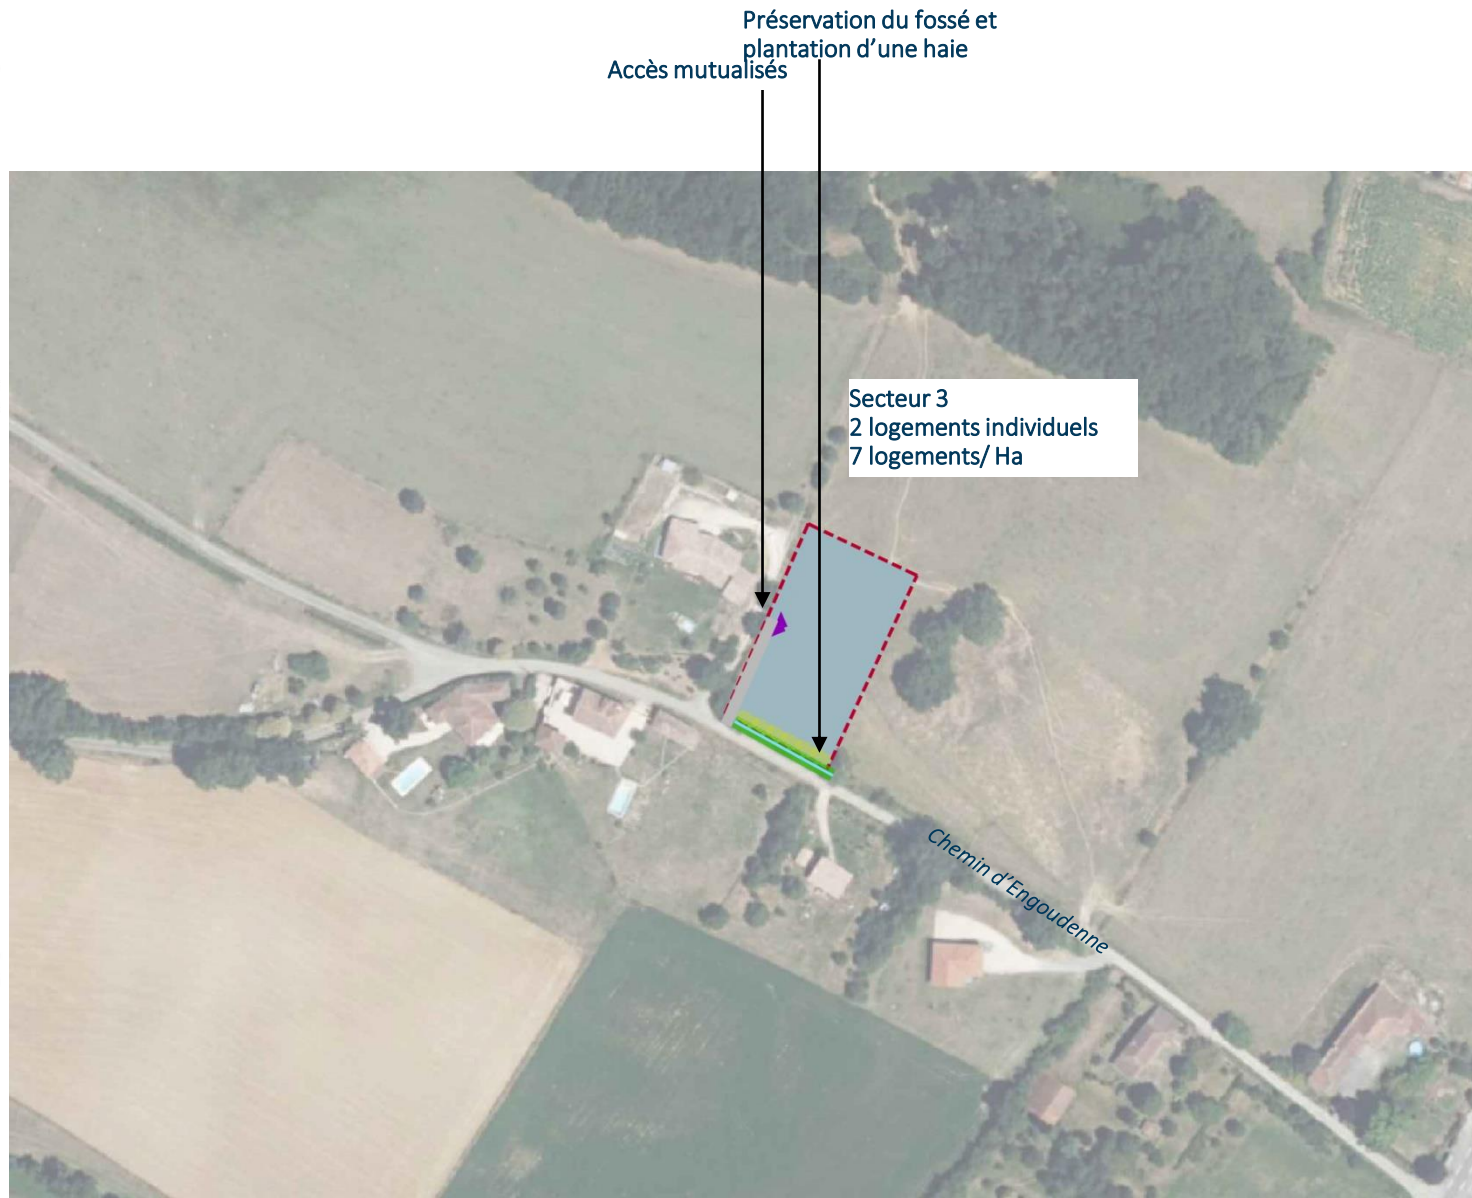 Préservation du fossé et
plantation d’une haie
Accès mutualisés
Secteur 3
2 logements individuels
7 logements/ Ha
Chemin d’Engoudenne